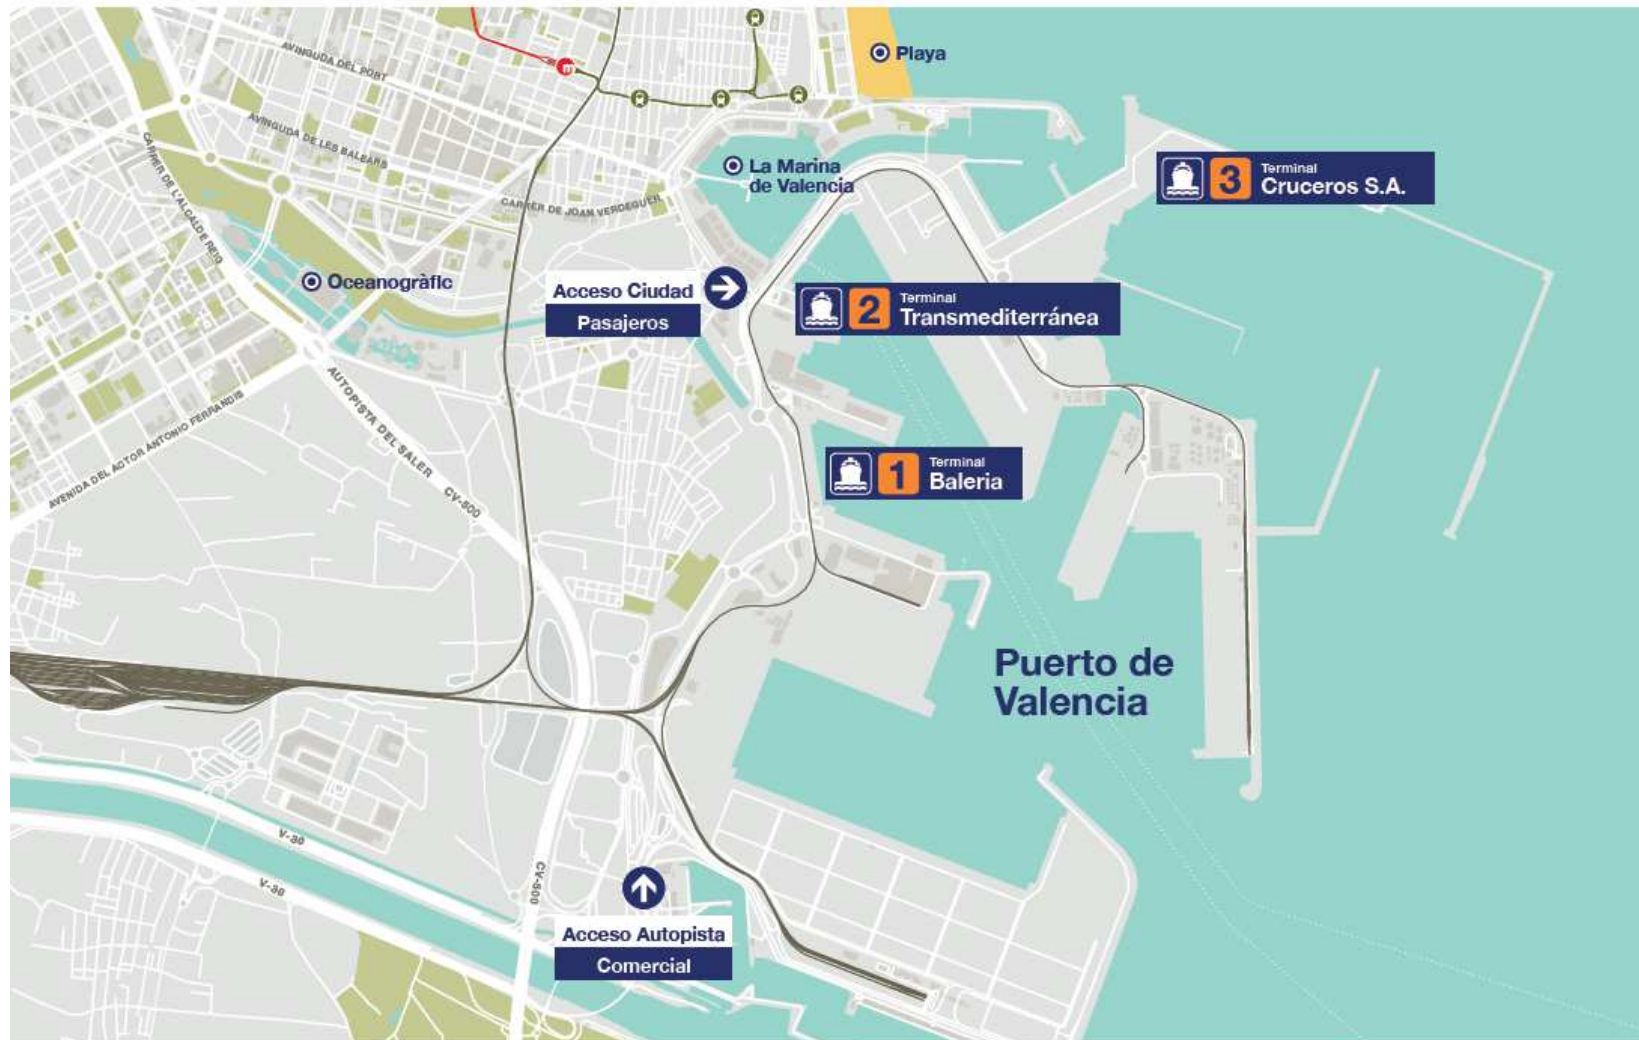 Playa
AVINGUDA DEL PORT
AVINGUDA DE LES BALEARS
CARRER DE L'ALCALDE REIG
m
La Marina
de Valencia
3
Terminal
Cruceros S.A.
CARRER DE JOAN VERDEGUER
Oceanogràfic
Acceso Ciudad
Pasajeros
2
Terminal
Transmediterránea
AUTOPISTA DEL SALER
CV-500
AVENIDA DEL ACTOR ANTONIO FERRANDIS
1
Terminal
Baleria
Puerto de
Valencia
V-30
V-30
CV-500
Acceso Autopista
Comercial